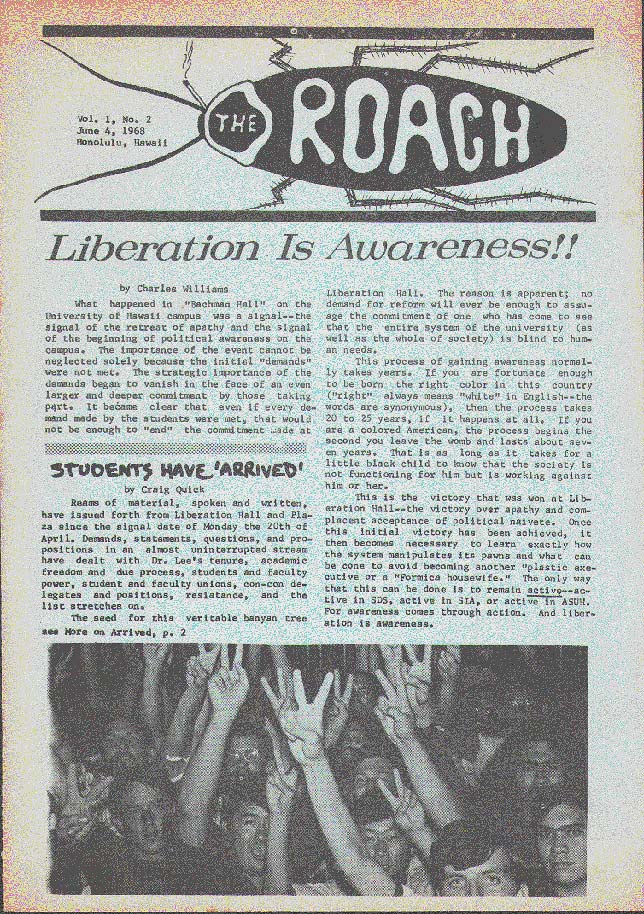 THE ROACH
Vol. 1, No. 2
June 4, 1968
Honolulu, Hawaii
Liberation Is Awareness!!
by Charles Williams
What happened in "Bachman Hall" on the
University of Hawaii campus was a signal--the
signal of the retreat of apathy and the signal
of the beginning of political awareness on the
campus. The importance of the event cannot be
neglected solely because the initial "demands"
were not met. The strategic importance of the
demands began to vanish in the face of an even
larger and deeper commitment by those taking
part. It became clear that even if every de-
mand made by the students were met, that would
not be enough to "end" the commitment made at
Liberation Hall. The reason is apparent; no
demand for reform will ever be enough to assu-
age the commitment of one who has come to see
that the entire system of the university (as
well as the whole of society) is blind to hum-
an needs.
This process of gaining awareness normal-
ly takes years. If you are fortunate enough
to be born the right color in this country
("right" always means "white" in English--the
words are synonymous), then the process takes
20 to 25 years, if it happens at all. If you
are a colored American, the process begins the
second you leave the womb and lasts about sev-
en years. That is as long as it takes for a
little black child to know that the society is
not functioning for him but is working against
him or her.
This is the victory that was won at Lib-
eration Hall--the victory over apathy and com-
placent acceptance of political naivete. Once
this initial victory has been achieved, it
then becomes necessary to learn exactly how
the system manipulates its pawns and what can
be done to avoid becoming another "plastic exe-
cutive or a "Formica housewife." The only way
that this can be done is to remain active--ac-
tive in SDS, active in SIA, or active in ASUH.
For awareness comes through action. And liber-
ation is awareness.
STUDENTS HAVE 'ARRIVED'
by Craig Quick
Reams of material, spoken and written,
have issued forth from Liberation Hall and Pla-
za since the signal date of Monday the 20th of
April. Demands, statements, questions, and pro-
positions in an almost uninterrupted stream
have dealt with Dr. Lee's tenure, academic
freedom and due process, students and faculty
power, student and faculty unions, con-con de-
legates and positions, resistance, and the
list stretches on.
The seed for this veritable banyan tree
see More on Arrived, p. 2